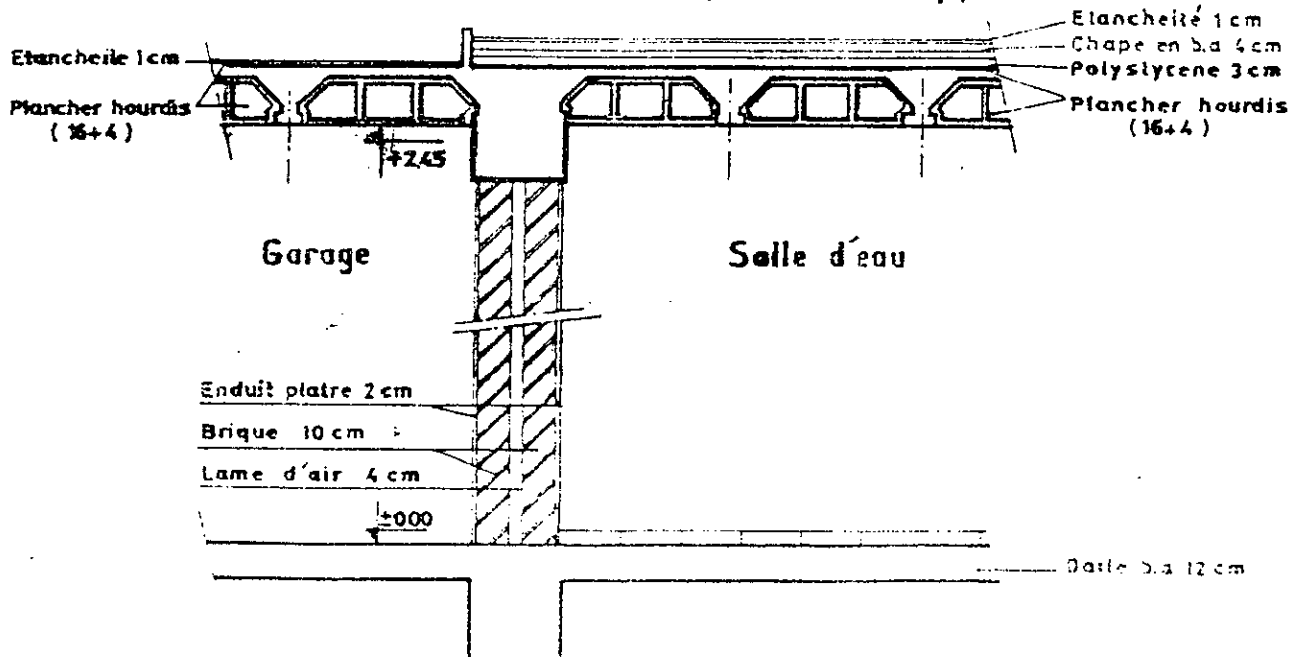 Etancheite 1cm
Plancher hourdis
(16+4)
+2,45
Etancheité 1cm
Chape en b.a 4cm
Polystycene 3cm
Plancher hourdis
(16+4)
Garage
Salle d'eau
Enduit platre 2cm
Brique 10cm
Lame d'air 4cm
±000
Dalle b.a 12cm